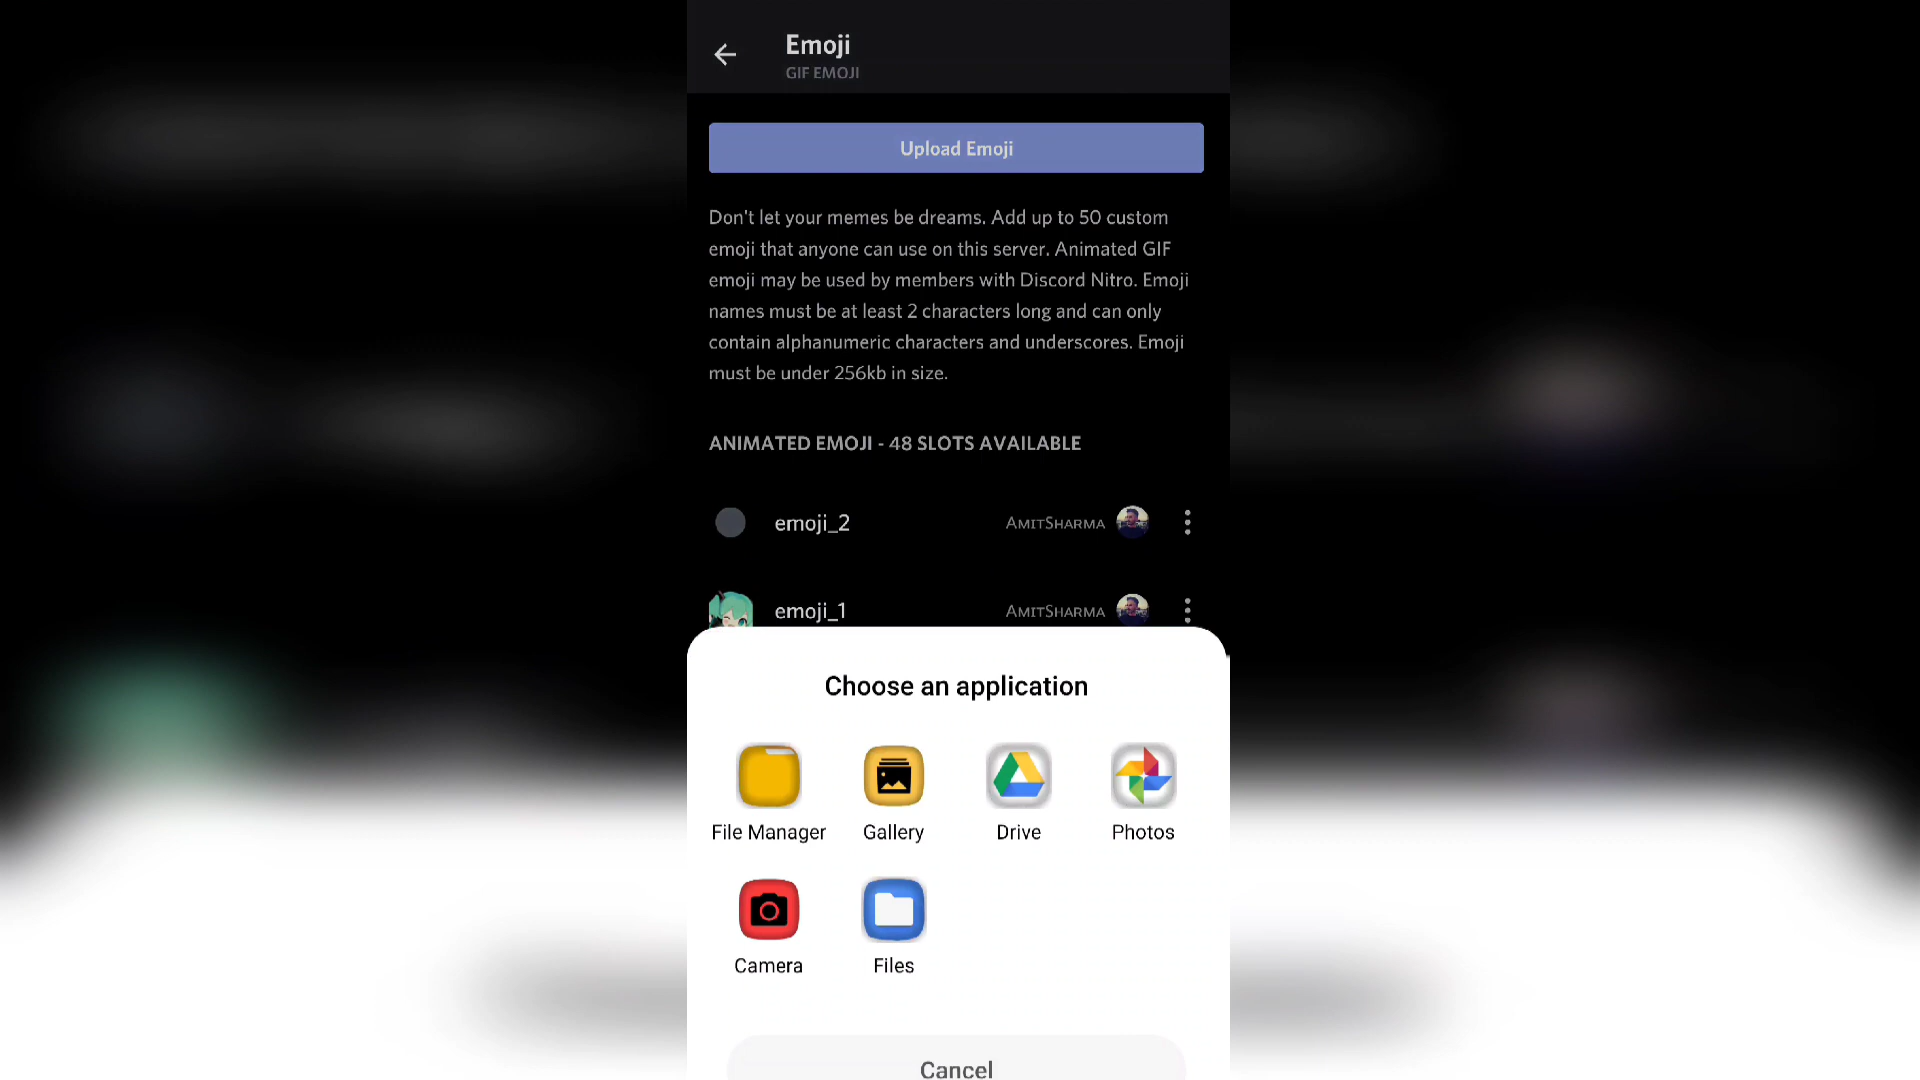 Emoji
GIF EMOJI
Upload Emoji
Don't let your memes be dreams. Add up to 50 custom
emoji that anyone can use on this server. Animated GIF
emoji may be used by members with Discord Nitro. Emoji
names must be at least 2 characters long and can only
contain alphanumeric characters and underscores. Emoji
must be under 256kb in size.
ANIMATED EMOJI - 48 SLOTS AVAILABLE
emoji_2 AmitSharma
emoji_1 AmitSharma
Choose an application
File Manager Gallery Drive Photos
Camera Files
Cancel